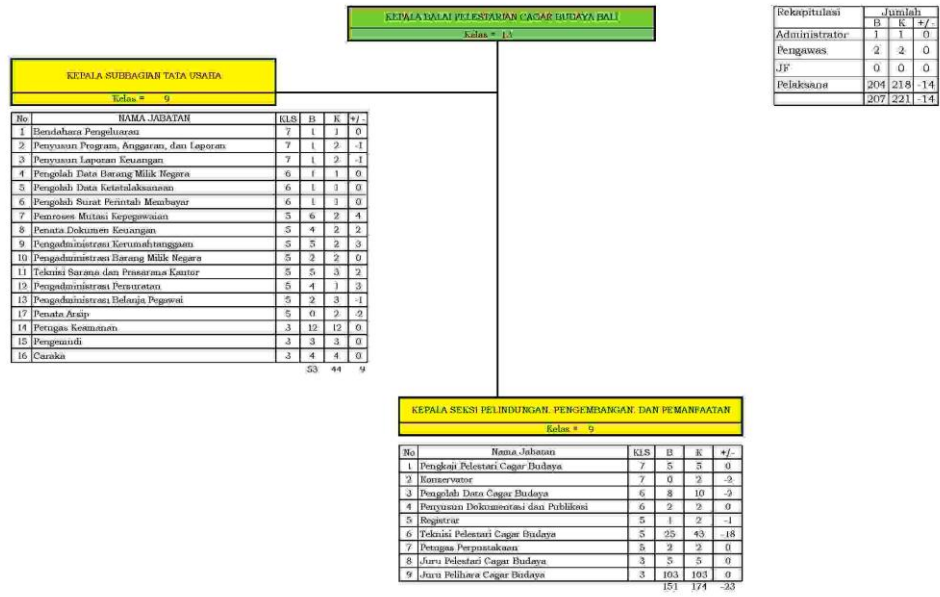 KEPALA BALAI PELESTARIAN CAGAR BUDAYA BALI
Kelas = 13
Rekapitulasi Jumlah
B K +/-
Administrator 1 1 0
Pengawas 2 2 0
JF 0 0 0
Pelaksana 204 218 -14
207 221 -14
KEPALA SUBBAGIAN TATA USAHA
Kelas = 9
No NAMA JABATAN KLS B K +/-
1 Bendahara Pengeluaran 7 1 1 0
2 Penyusun Program, Anggaran, dan Laporan 7 1 2 -1
3 Penyusun Laporan Keuangan 7 1 2 -1
4 Pengolah Data Barang Milik Negara 6 1 1 0
5 Pengolah Data Ketatalaksanaan 6 1 1 0
6 Pengolah Surat Perintah Membayar 6 1 1 0
7 Pemroses Mutasi Kepegawaian 5 6 2 4
8 Penata Dokumen Keuangan 5 4 2 2
9 Pengadministrasi Kerumahtanggaan 5 5 2 3
10 Pengadministrasi Barang Milik Negara 5 2 2 0
11 Teknisi Sarana dan Prasarana Kantor 5 5 3 2
12 Pengadministrasi Persuratan 5 4 1 3
13 Pengadministrasi Belanja Pegawai 5 2 3 -1
17 Penata Arsip 5 0 2 -2
14 Petugas Keamanan 3 12 12 0
15 Pengemudi 3 3 3 0
16 Caraka 3 4 4 0
53 44 9
KEPALA SEKSI PELINDUNGAN, PENGEMBANGAN, DAN PEMANFAATAN
Kelas = 9
No Nama Jabatan KLS B K +/-
1 Pengkaji Pelestari Cagar Budaya 7 5 5 0
2 Konservator 7 0 2 -2
3 Pengolah Data Cagar Budaya 6 8 10 -2
4 Penyusun Dokumentasi dan Publikasi 6 2 2 0
5 Registrar 5 1 2 -1
6 Teknisi Pelestari Cagar Budaya 5 25 43 -18
7 Petugas Perpustakaan 5 2 2 0
8 Juru Pelestari Cagar Budaya 3 5 5 0
9 Juru Pelihara Cagar Budaya 3 103 103 0
151 174 -23